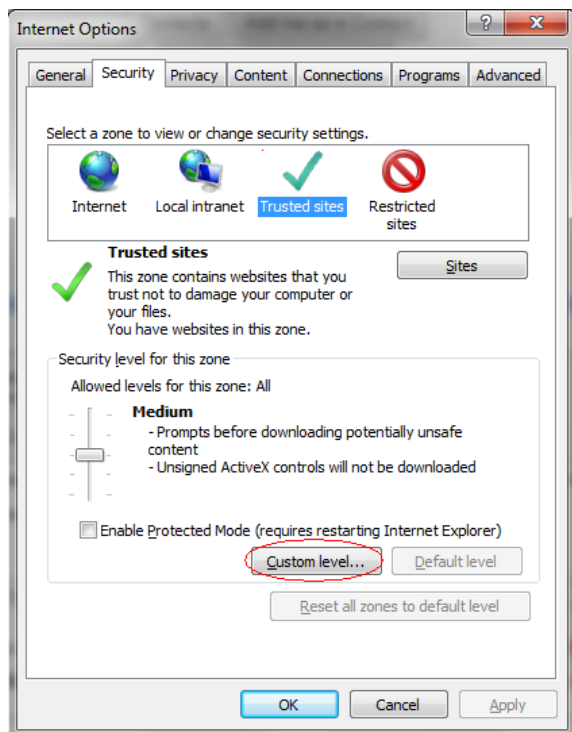 Internet Options
General Security Privacy Content Connections Programs Advanced
Select a zone to view or change security settings.
Internet Local intranet Trusted sites Restricted
sites
Trusted sites
Sites
This zone contains websites that you
trust not to damage your computer or
your files.
You have websites in this zone.
Security level for this zone
Allowed levels for this zone: All
Medium
- Prompts before downloading potentially unsafe
content
- Unsigned ActiveX controls will not be downloaded
Enable Protected Mode (requires restarting Internet Explorer)
Custom level... Default level
Reset all zones to default level
OK Cancel Apply